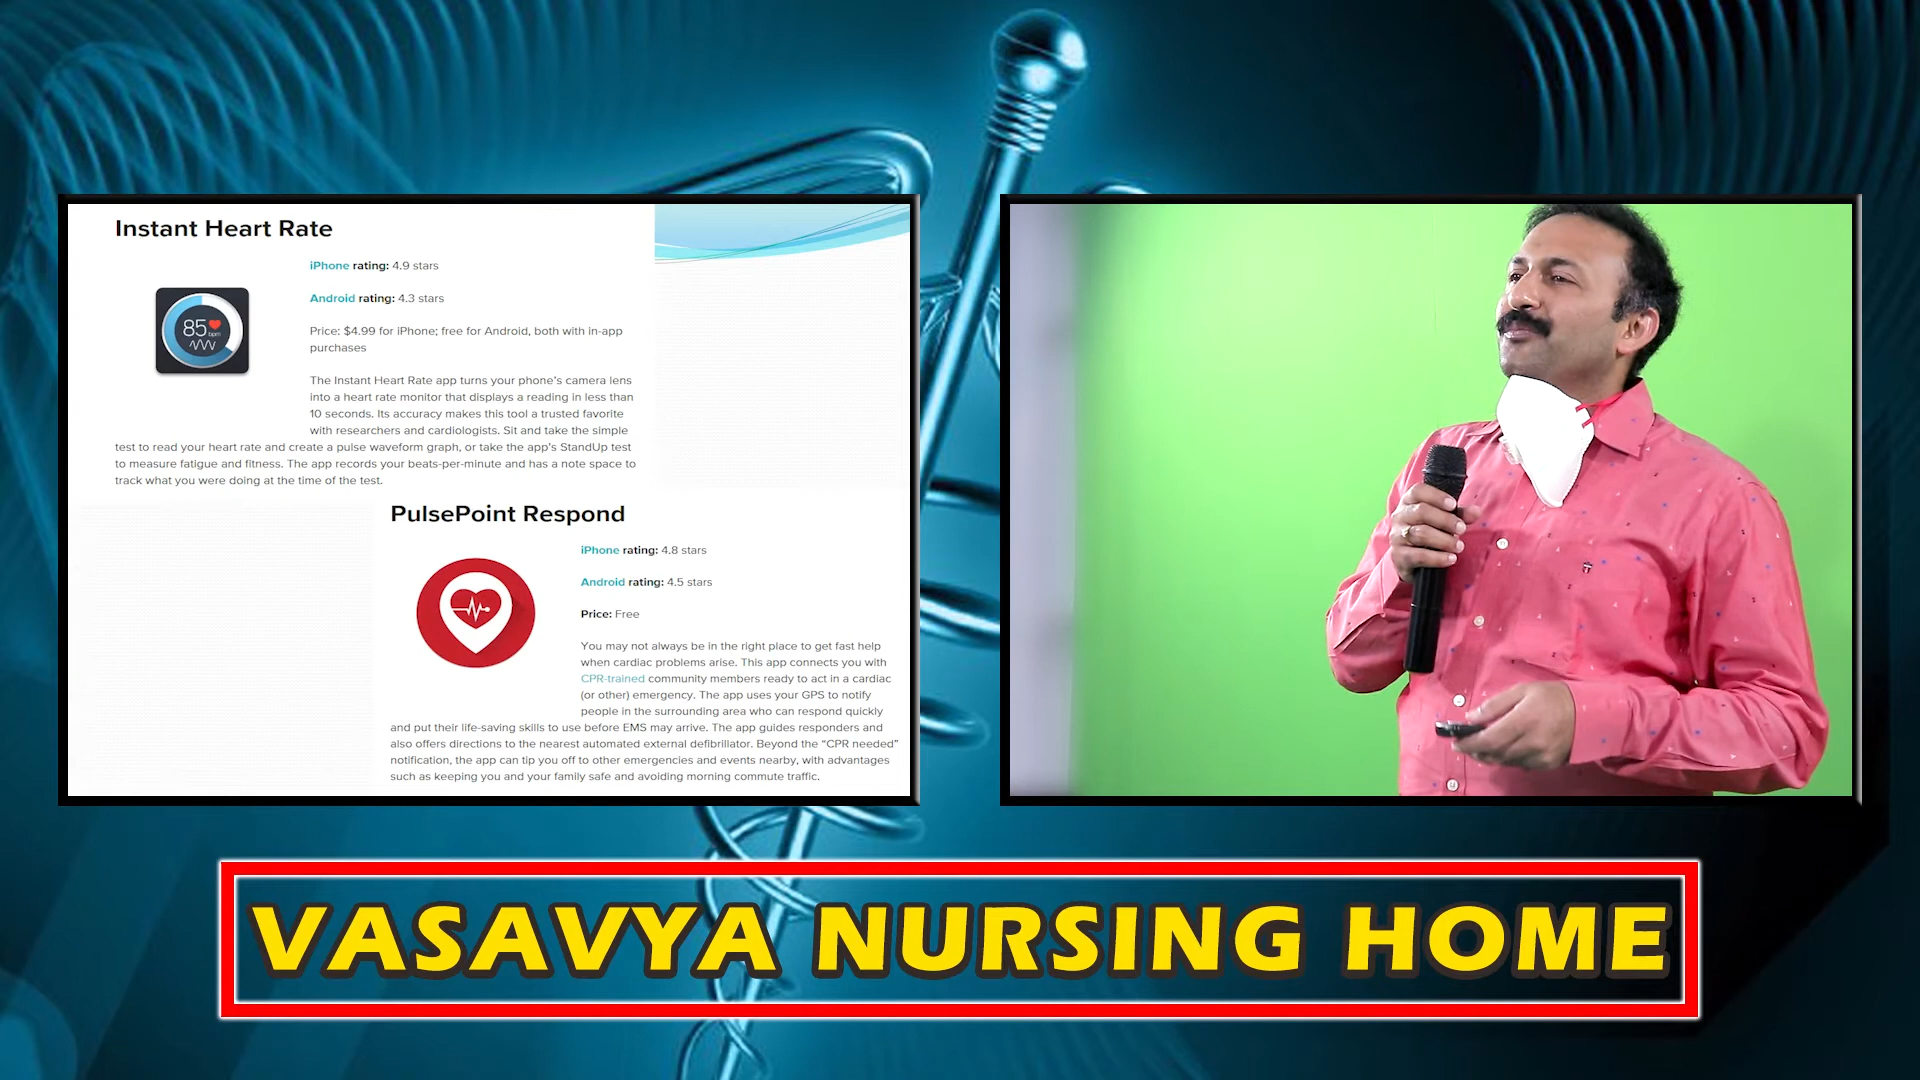 Instant Heart Rate
iPhone rating: 4.9 stars
Android rating: 4.3 stars
Price: $4.99 for iPhone; free for Android, both with in-app
purchases
85
bpm
The Instant Heart Rate app turns your phone's camera lens
into a heart rate monitor that displays a reading in less than
10 seconds. Its accuracy makes this tool a trusted favorite
with researchers and cardiologists. Sit and take the simple
test to read your heart rate and create a pulse waveform graph, or take the app's StandUp test
to measure fatigue and fitness. The app records your beats-per-minute and has a note space to
track what you were doing at the time of the test.
PulsePoint Respond
iPhone rating: 4.8 stars
Android rating: 4.5 stars
Price: Free
You may not always be in the right place to get fast help
when cardiac problems arise. This app connects you with
CPR-trained community members ready to act in a cardiac
(or other) emergency. The app uses your GPS to notify
people in the surrounding area who can respond quickly
and put their life-saving skills to use before EMS may arrive. The app guides responders and
also offers directions to the nearest automated external defibrillator. Beyond the “CPR needed”
notification, the app can tip you off to other emergencies and events nearby, with advantages
such as keeping you and your family safe and avoiding morning commute traffic.
VASAVYA NURSING HOME